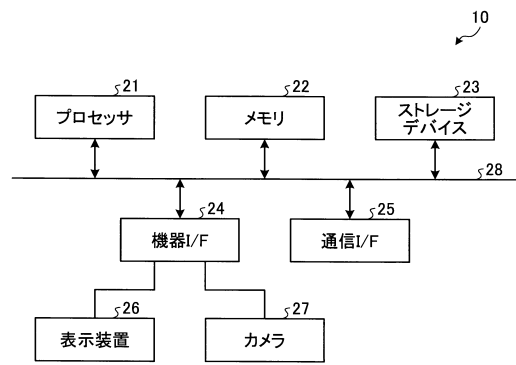 10
21
プロセッサ
22
メモリ
23
ストレージ
デバイス
28
24
機器I/F
25
通信I/F
26
表示装置
27
カメラ